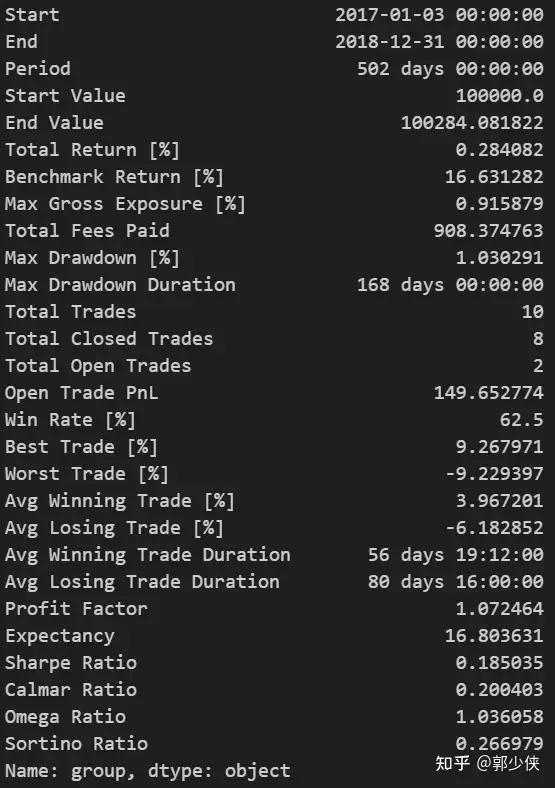 Start 2017-01-03 00:00:00
End 2018-12-31 00:00:00
Period 502 days 00:00:00
Start Value 100000.0
End Value 100284.081822
Total Return [%] 0.284082
Benchmark Return [%] 16.631282
Max Gross Exposure [%] 0.915879
Total Fees Paid 908.374763
Max Drawdown [%] 1.030291
Max Drawdown Duration 168 days 00:00:00
Total Trades 10
Total Closed Trades 8
Total Open Trades 2
Open Trade PnL 149.652774
Win Rate [%] 62.5
Best Trade [%] 9.267971
Worst Trade [%] -9.229397
Avg Winning Trade [%] 3.967201
Avg Losing Trade [%] -6.182852
Avg Winning Trade Duration 56 days 19:12:00
Avg Losing Trade Duration 80 days 16:00:00
Profit Factor 1.072464
Expectancy 16.803631
Sharpe Ratio 0.185035
Calmar Ratio 0.200403
Omega Ratio 1.036058
Sortino Ratio 0.266979
Name: group, dtype: object
知乎 @郭少侠